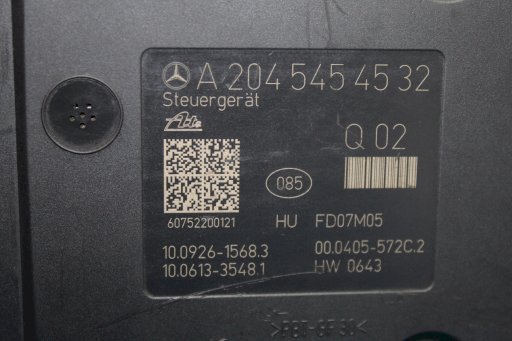 A 204 545 45 32
Steuergerät
Ate
Q 02
085
60752200121
HU FD07M05
10.0926-1568.3 00.0405-572C.2
10.0613-3548.1 HW 0643